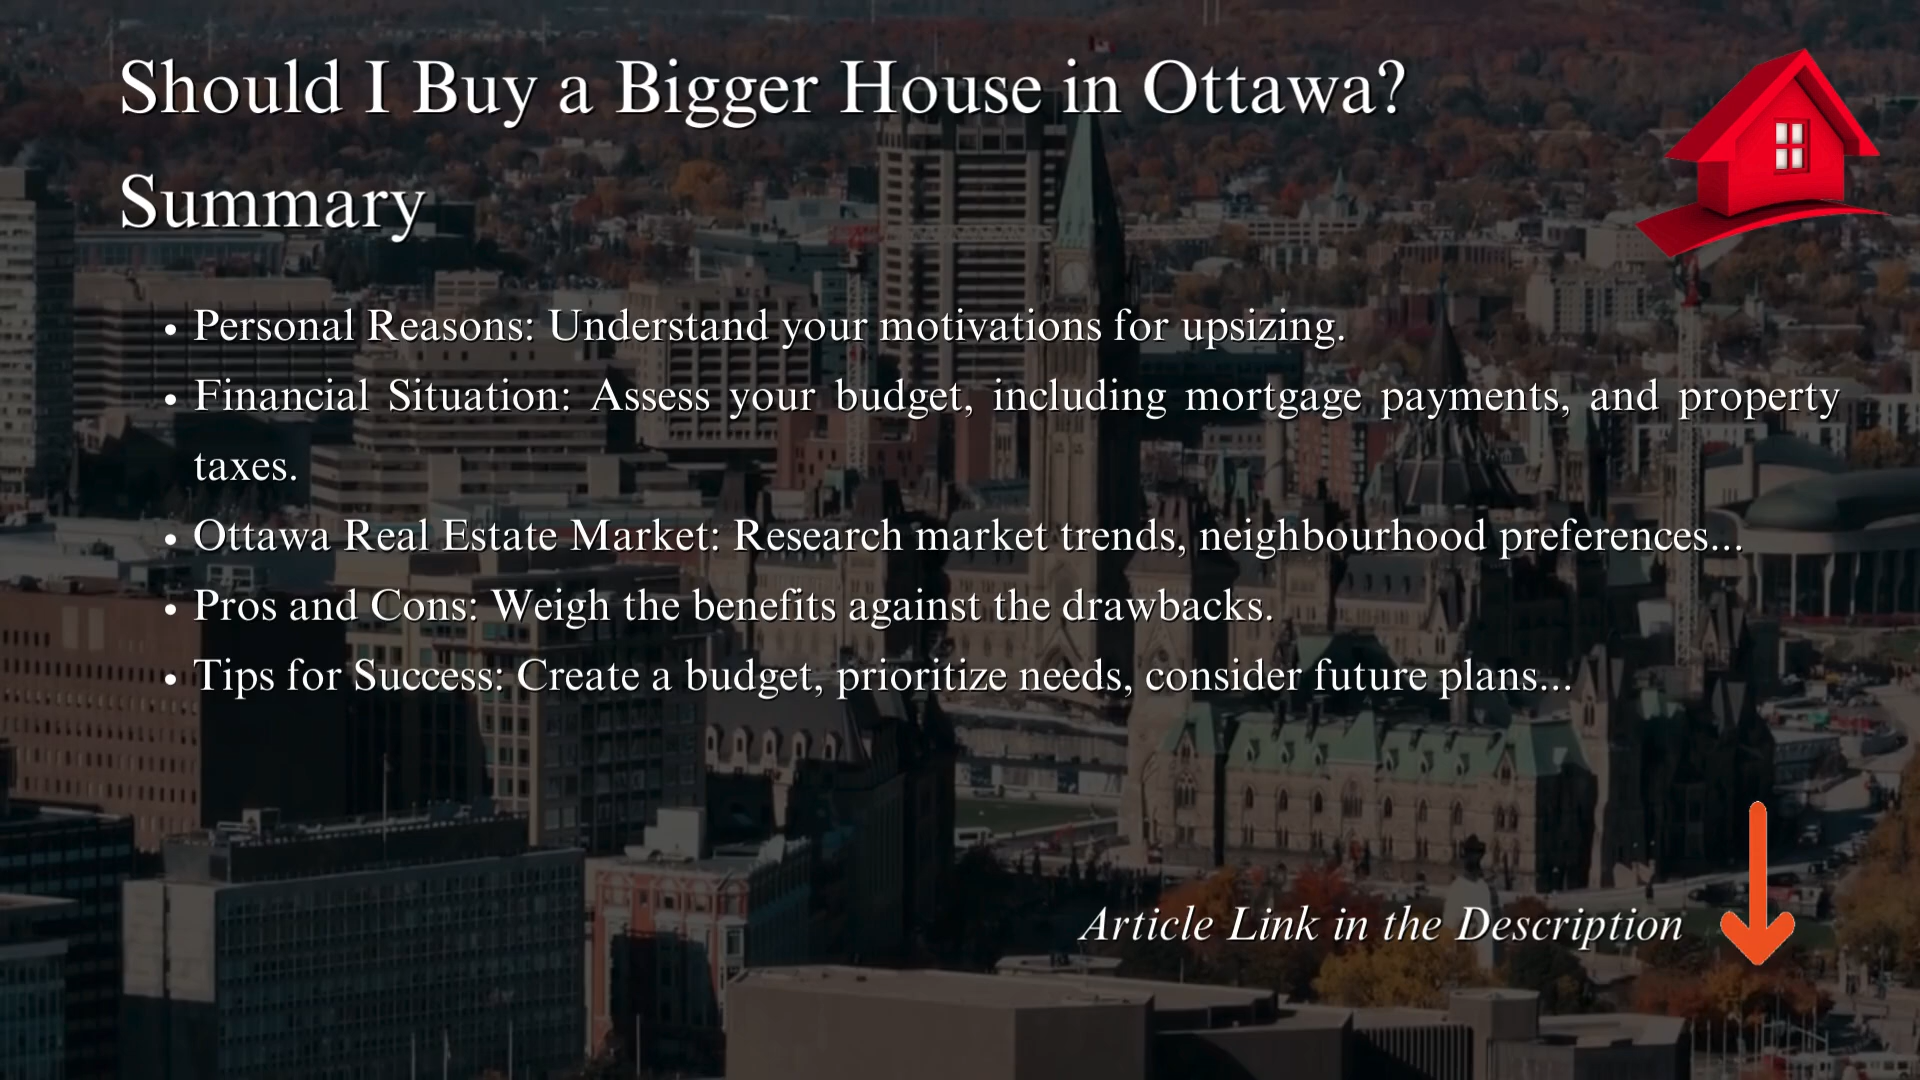 Should I Buy a Bigger House in Ottawa?
Summary
• Personal Reasons: Understand your motivations for upsizing.
• Financial Situation: Assess your budget, including mortgage payments, and property
taxes.
• Ottawa Real Estate Market: Research market trends, neighbourhood preferences...
• Pros and Cons: Weigh the benefits against the drawbacks.
• Tips for Success: Create a budget, prioritize needs, consider future plans...
Article Link in the Description